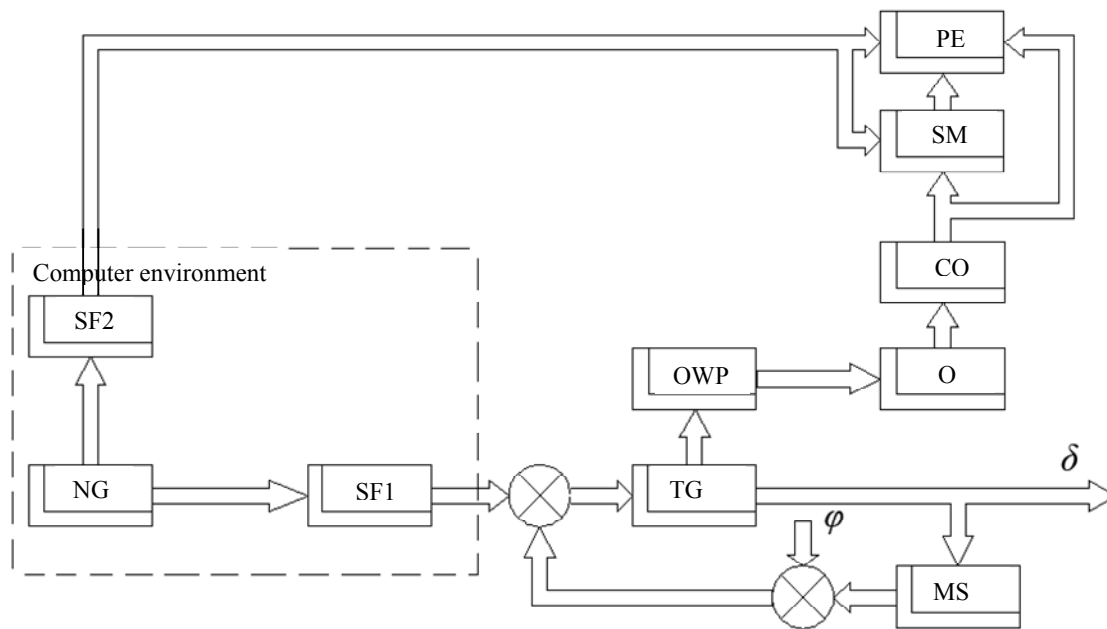 PE
SM
CO
Computer environment
SF2
OWP
O
NG
SF1
TG
δ
φ
MS